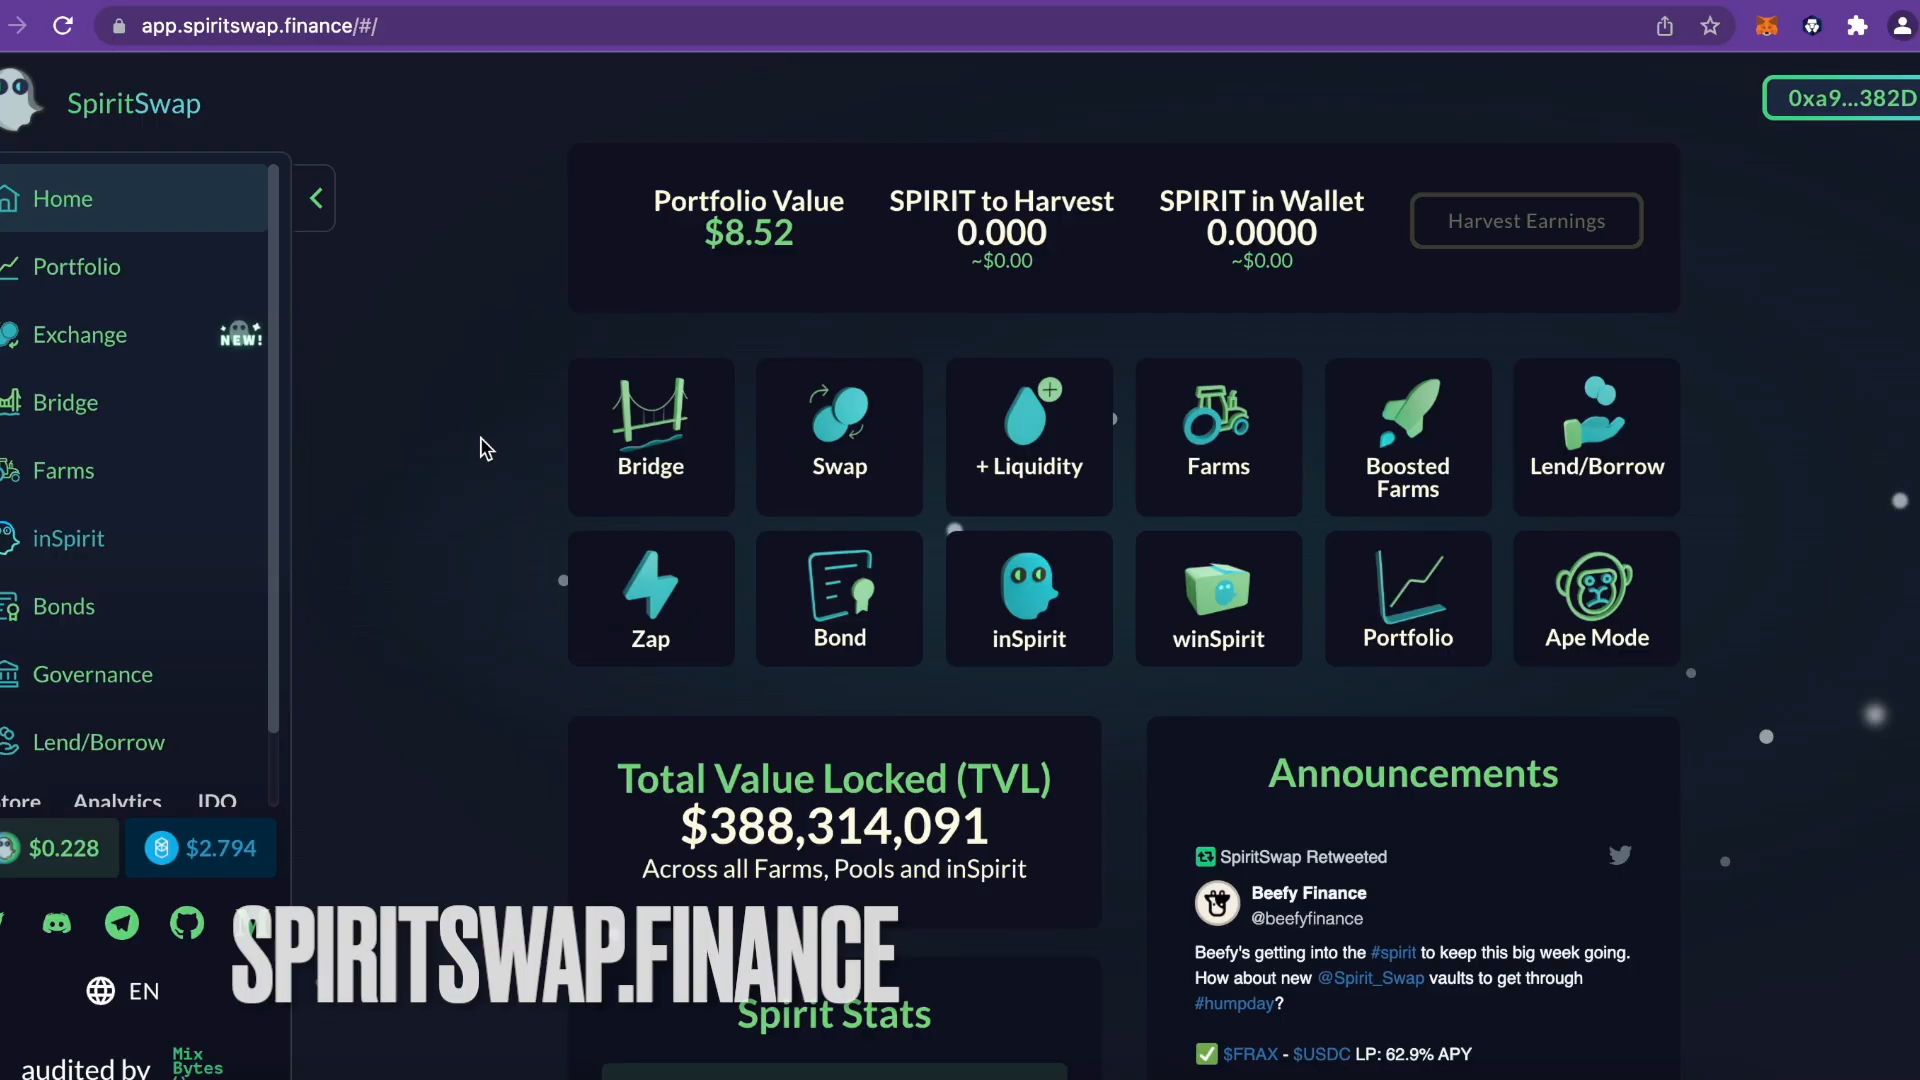 app.spiritswap.finance/#/
SpiritSwap
0xa9...382D
Home
Portfolio
Exchange
NEW!
Bridge
Farms
inSpirit
Bonds
Governance
Lend/Borrow
Analytics IDO
$0.228 $2.794
EN
audited by Mix
Bytes
Portfolio Value
$8.52
SPIRIT to Harvest
0.000
~$0.00
SPIRIT in Wallet
0.0000
~$0.00
Harvest Earnings
Bridge
Swap
+ Liquidity
Farms
Boosted
Farms
Lend/Borrow
Zap
Bond
inSpirit
winSpirit
Portfolio
Ape Mode
Total Value Locked (TVL)
$388,314,091
Across all Farms, Pools and inSpirit
SPIRITSWAP.FINANCE
Spirit Stats
Announcements
SpiritSwap Retweeted
Beefy Finance
@beefyfinance
Beefy's getting into the #spirit to keep this big week going.
How about new @Spirit_Swap vaults to get through
#humpday?
✅ $FRAX - $USDC LP: 62.9% APY